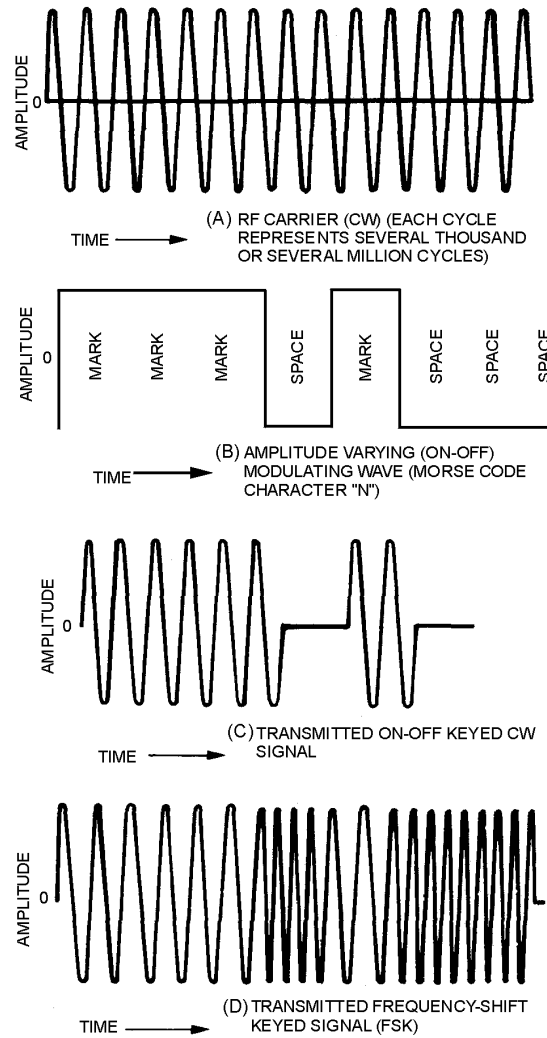 AMPLITUDE
0
(A) RF CARRIER (CW) (EACH CYCLE
REPRESENTS SEVERAL THOUSAND
OR SEVERAL MILLION CYCLES)
TIME
AMPLITUDE
0
MARK MARK MARK SPACE MARK SPACE SPACE SPACE
(B) AMPLITUDE VARYING (ON-OFF)
MODULATING WAVE (MORSE CODE
CHARACTER "N")
TIME
AMPLITUDE
0
(C) TRANSMITTED ON-OFF KEYED CW
SIGNAL
TIME
AMPLITUDE
0
(D) TRANSMITTED FREQUENCY-SHIFT
KEYED SIGNAL (FSK)
TIME